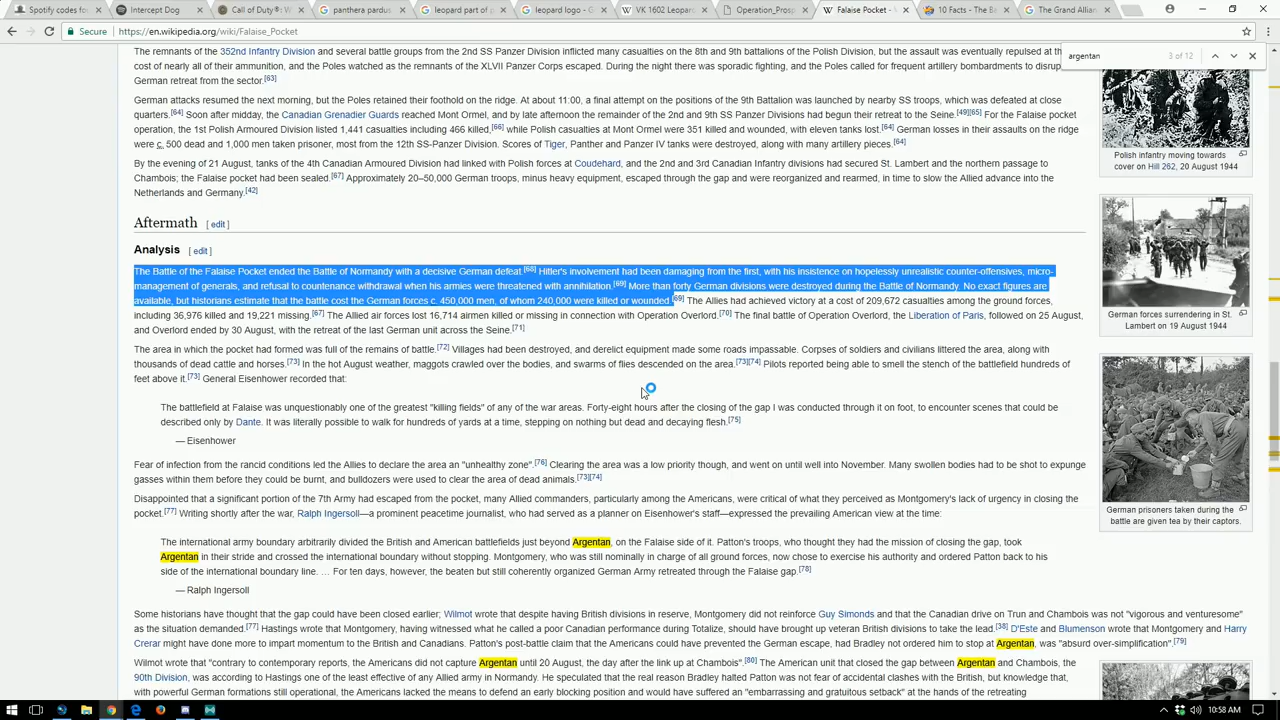 Spotify codes for
Intercept Dog
Call of Duty®: W
panthera pardus
leopard part of p
leopard logo - G
VK 1602 Leopard
Operation_Prosp
Falaise Pocket -
10 Facts - The Ba
The Grand Allian
Secure https://en.wikipedia.org/wiki/Falaise_Pocket
argentan 3 of 12
The remnants of the 352nd Infantry Division and several battle groups from the 2nd SS Panzer Division inflicted many casualties on the 8th and 9th battalions of the Polish Division, but the assault was eventually repulsed at the
cost of nearly all of their ammunition, and the Poles watched as the remnants of the XLVII Panzer Corps escaped. During the night there was sporadic fighting, and the Poles called for frequent artillery bombardments to disrupt
German retreat from the sector.[63]
German attacks resumed the next morning, but the Poles retained their foothold on the ridge. At about 11:00, a final attempt on the positions of the 9th Battalion was launched by nearby SS troops, which was defeated at close
quarters.[64] Soon after midday, the Canadian Grenadier Guards reached Mont Ormel, and by late afternoon the remainder of the 2nd and 9th SS Panzer Divisions had begun their retreat to the Seine.[49][65] For the Falaise pocket
operation, the 1st Polish Armoured Division listed 1,441 casualties including 466 killed,[66] while Polish casualties at Mont Ormel were 351 killed and wounded, with eleven tanks lost.[64] German losses in their assaults on the ridge
were c. 500 dead and 1,000 men taken prisoner, most from the 12th SS-Panzer Division. Scores of Tiger, Panther and Panzer IV tanks were destroyed, along with many artillery pieces.[64]
By the evening of 21 August, tanks of the 4th Canadian Armoured Division had linked with Polish forces at Coudehard, and the 2nd and 3rd Canadian Infantry divisions had secured St. Lambert and the northern passage to
Chambois; the Falaise pocket had been sealed.[67] Approximately 20–50,000 German troops, minus heavy equipment, escaped through the gap and were reorganized and rearmed, in time to slow the Allied advance into the
Netherlands and Germany.[42]
Aftermath [ edit ]
Analysis [ edit ]
The Battle of the Falaise Pocket ended the Battle of Normandy with a decisive German defeat.[68] Hitler's involvement had been damaging from the first, with his insistence on hopelessly unrealistic counter-offensives, micro-
management of generals, and refusal to countenance withdrawal when his armies were threatened with annihilation.[69] More than forty German divisions were destroyed during the Battle of Normandy. No exact figures are
available, but historians estimate that the battle cost the German forces c. 450,000 men, of whom 240,000 were killed or wounded.[69] The Allies had achieved victory at a cost of 209,672 casualties among the ground forces,
including 36,976 killed and 19,221 missing.[67] The Allied air forces lost 16,714 airmen killed or missing in connection with Operation Overlord.[70] The final battle of Operation Overlord, the Liberation of Paris, followed on 25 August,
and Overlord ended by 30 August, with the retreat of the last German unit across the Seine.[71]
The area in which the pocket had formed was full of the remains of battle.[72] Villages had been destroyed, and derelict equipment made some roads impassable. Corpses of soldiers and civilians littered the area, along with
thousands of dead cattle and horses.[73] In the hot August weather, maggots crawled over the bodies, and swarms of flies descended on the area.[73][74] Pilots reported being able to smell the stench of the battlefield hundreds of
feet above it.[73] General Eisenhower recorded that:
The battlefield at Falaise was unquestionably one of the greatest "killing fields" of any of the war areas. Forty-eight hours after the closing of the gap I was conducted through it on foot, to encounter scenes that could be
described only by Dante. It was literally possible to walk for hundreds of yards at a time, stepping on nothing but dead and decaying flesh.[75]
— Eisenhower
Fear of infection from the rancid conditions led the Allies to declare the area an "unhealthy zone".[76] Clearing the area was a low priority though, and went on until well into November. Many swollen bodies had to be shot to expunge
gasses within them before they could be burnt, and bulldozers were used to clear the area of dead animals.[73][74]
Disappointed that a significant portion of the 7th Army had escaped from the pocket, many Allied commanders, particularly among the Americans, were critical of what they perceived as Montgomery's lack of urgency in closing the
pocket.[77] Writing shortly after the war, Ralph Ingersoll—a prominent peacetime journalist, who had served as a planner on Eisenhower's staff—expressed the prevailing American view at the time:
The international army boundary arbitrarily divided the British and American battlefields just beyond Argentan, on the Falaise side of it. Patton's troops, who thought they had the mission of closing the gap, took
Argentan in their stride and crossed the international boundary without stopping. Montgomery, who was still nominally in charge of all ground forces, now chose to exercise his authority and ordered Patton back to his
side of the international boundary line. … For ten days, however, the beaten but still coherently organized German Army retreated through the Falaise gap.[78]
— Ralph Ingersoll
Some historians have thought that the gap could have been closed earlier; Wilmot wrote that despite having British divisions in reserve, Montgomery did not reinforce Guy Simonds and that the Canadian drive on Trun and Chambois was not "vigorous and venturesome"
as the situation demanded.[77] Hastings wrote that Montgomery, having witnessed what he called a poor Canadian performance during Totalize, should have brought up veteran British divisions to take the lead.[38] D'Este and Blumenson wrote that Montgomery and Harry
Crerar might have done more to impart momentum to the British and Canadians. Patton's post-battle claim that the Americans could have prevented the German escape, had Bradley not ordered him to stop at Argentan, was "absurd over-simplification".[79]
Wilmot wrote that "contrary to contemporary reports, the Americans did not capture Argentan until 20 August, the day after the link up at Chambois".[80] The American unit that closed the gap between Argentan and Chambois, the
90th Division, was according to Hastings one of the least effective of any Allied army in Normandy. He speculated that the real reason Bradley halted Patton was not fear of accidental clashes with the British, but knowledge that,
with powerful German formations still operational, the Americans lacked the means to defend an early blocking position and would have suffered an "embarrassing and gratuitous setback" at the hands of the retreating
Polish infantry moving towards
cover on Hill 262, 20 August 1944
German forces surrendering in St.
Lambert on 19 August 1944
German prisoners taken during the
battle are given tea by their captors.
10:58 AM